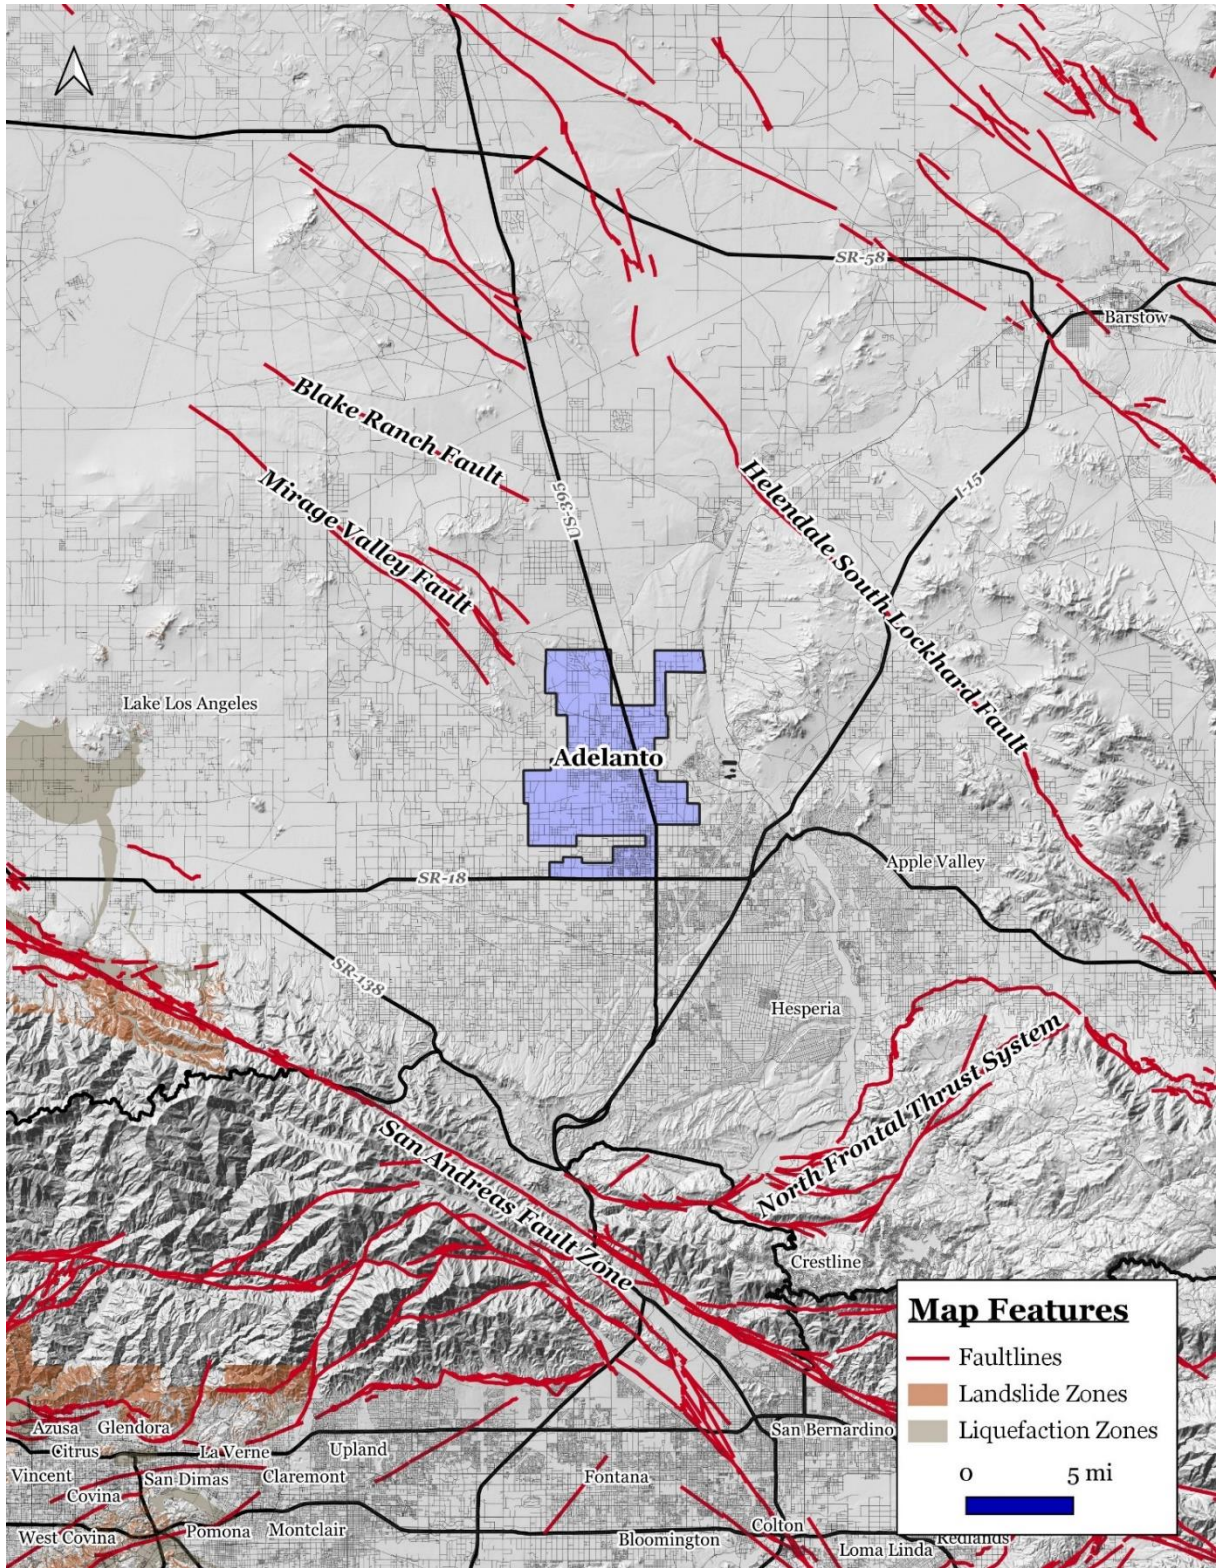 SR-58
Barstow
Blake Ranch Fault
Mirage Valley Fault
US-395
I-15
Helendale South Lockhard Fault
Lake Los Angeles
Adelanto
Apple Valley
SR-18
SR-138
Hesperia
North Frontal Thrust System
San Andreas Fault Zone
Crestline
Map Features
Faultlines
Landslide Zones
Liquefaction Zones
0 5 mi
Azusa
Glendora
Citrus
La Verne
Upland
San Bernardino
Vincent
San Dimas
Claremont
Fontana
Covina
West Covina
Pomona
Montclair
Bloomington
Colton
Loma Linda
Redlands